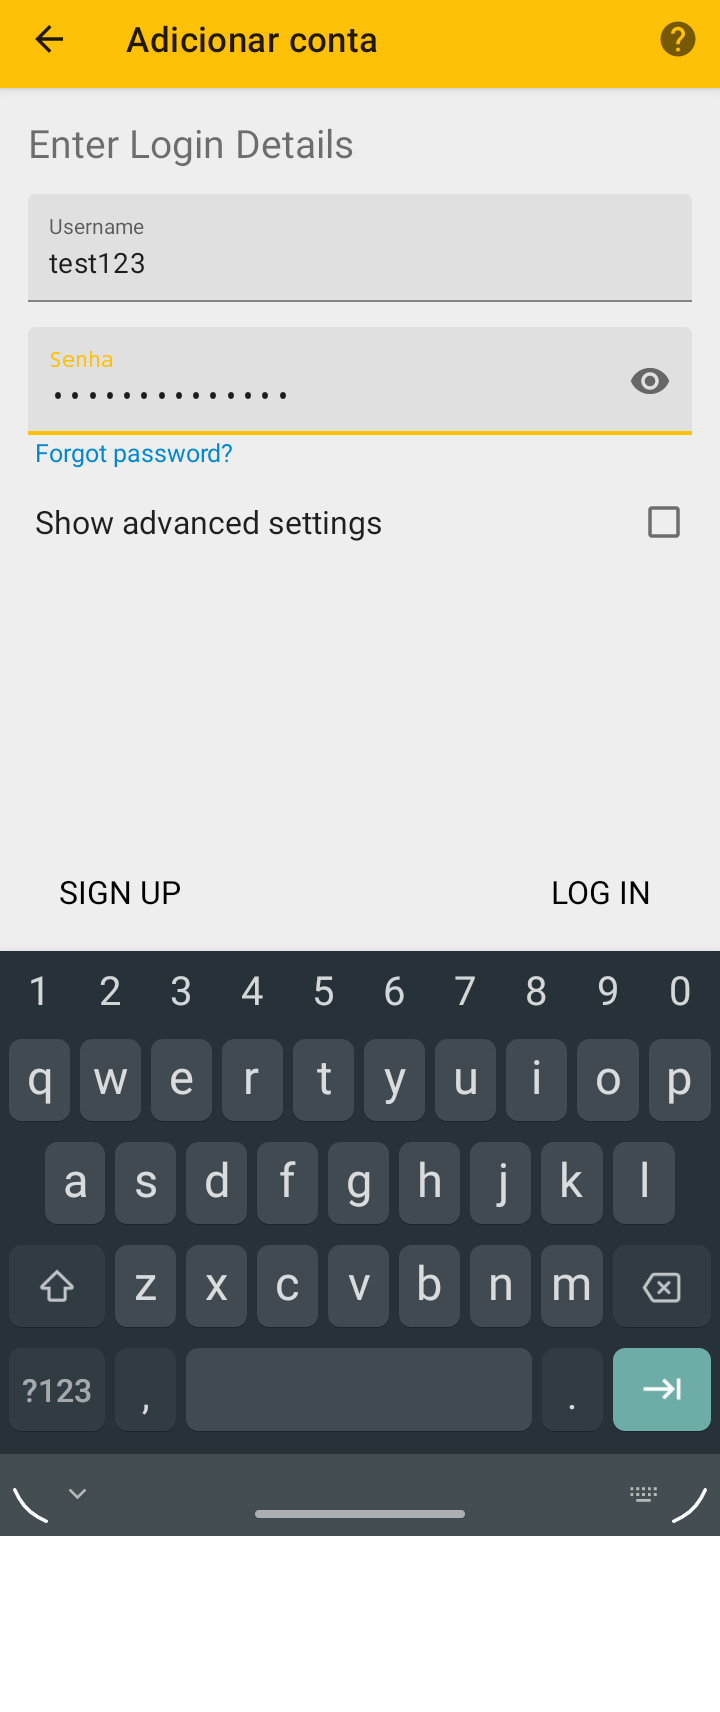 Adicionar conta
Enter Login Details
Username
test123
Senha
••••••••••••••
Forgot password?
Show advanced settings
SIGN UP LOG IN
1 2 3 4 5 6 7 8 9 0
q w e r t y u i o p
a s d f g h j k l
z x c v b n m
?123 , .